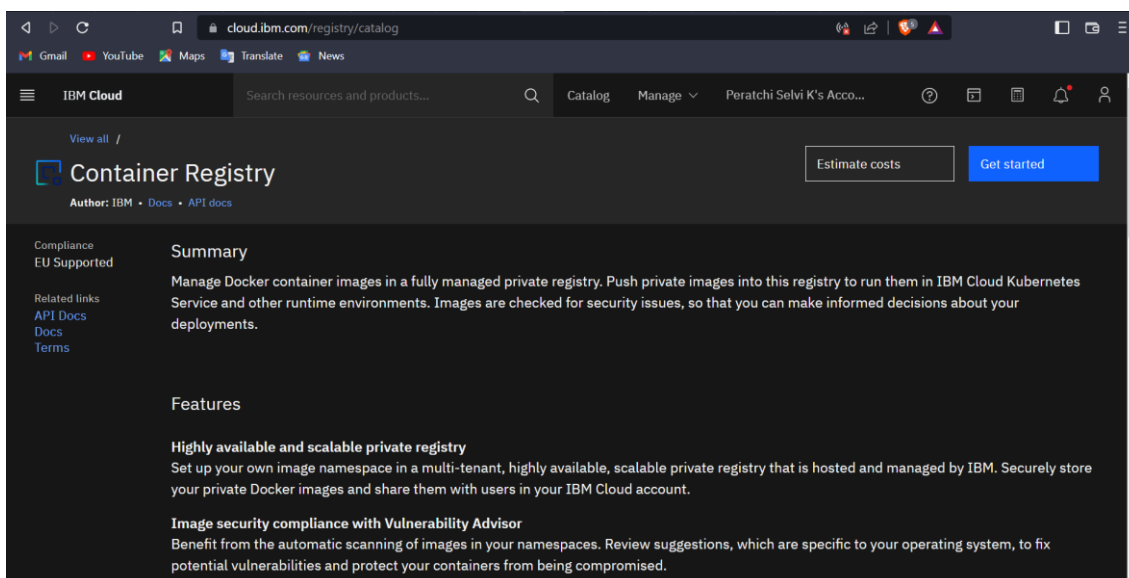 cloud.ibm.com/registry/catalog
Gmail YouTube Maps Translate News
IBM Cloud Search resources and products... Catalog Manage Peratchi Selvi K's Acco...
View all /
Container Registry
Estimate costs Get started
Author: IBM • Docs • API docs
Compliance
EU Supported
Related links
API Docs
Docs
Terms
Summary
Manage Docker container images in a fully managed private registry. Push private images into this registry to run them in IBM Cloud Kubernetes
Service and other runtime environments. Images are checked for security issues, so that you can make informed decisions about your
deployments.
Features
Highly available and scalable private registry
Set up your own image namespace in a multi-tenant, highly available, scalable private registry that is hosted and managed by IBM. Securely store
your private Docker images and share them with users in your IBM Cloud account.
Image security compliance with Vulnerability Advisor
Benefit from the automatic scanning of images in your namespaces. Review suggestions, which are specific to your operating system, to fix
potential vulnerabilities and protect your containers from being compromised.